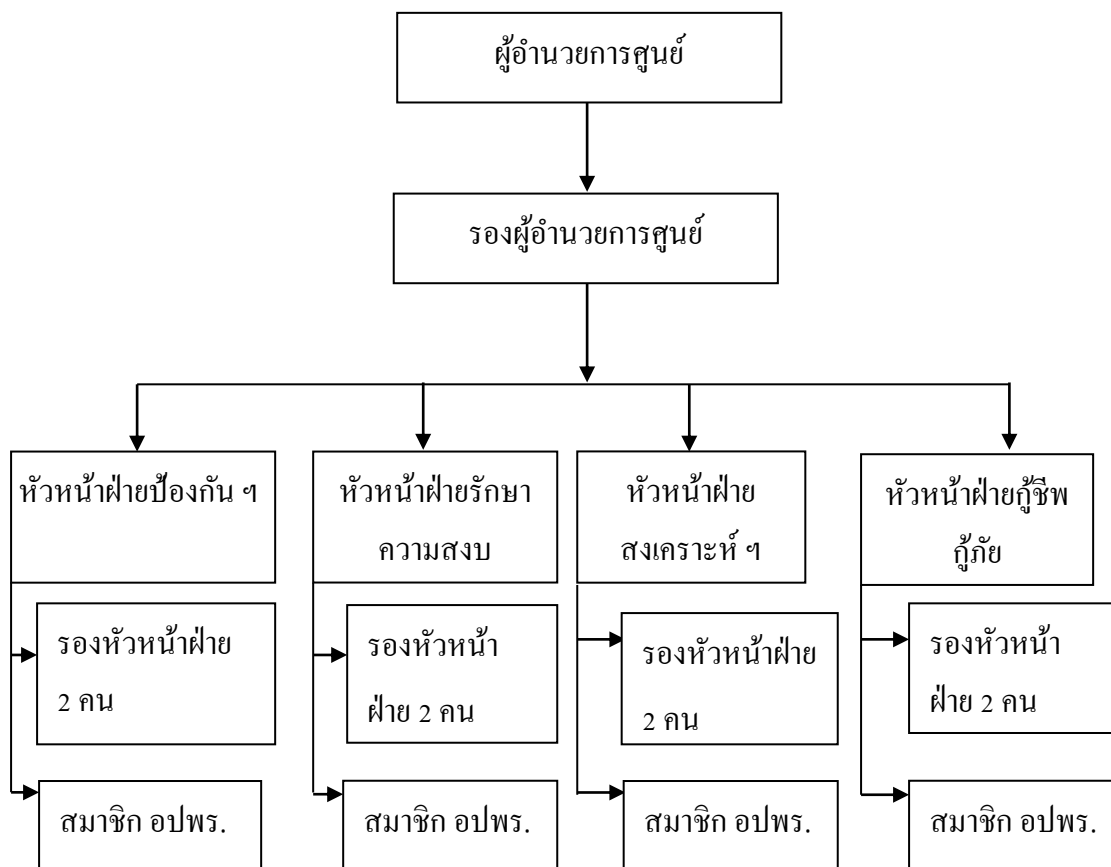 ผู้อำนวยการศูนย์
รองผู้อำนวยการศูนย์
หัวหน้าฝ่ายป้องกัน ฯ
หัวหน้าฝ่ายรักษา
ความสงบ
หัวหน้าฝ่าย
สงเคราะห์ ฯ
หัวหน้าฝ่ายกู้ชีพ
กู้ภัย
รองหัวหน้าฝ่าย
2 คน
รองหัวหน้า
ฝ่าย 2 คน
รองหัวหน้าฝ่าย
2 คน
รองหัวหน้า
ฝ่าย 2 คน
สมาชิก อปพร.
สมาชิก อปพร.
สมาชิก อปพร.
สมาชิก อปพร.